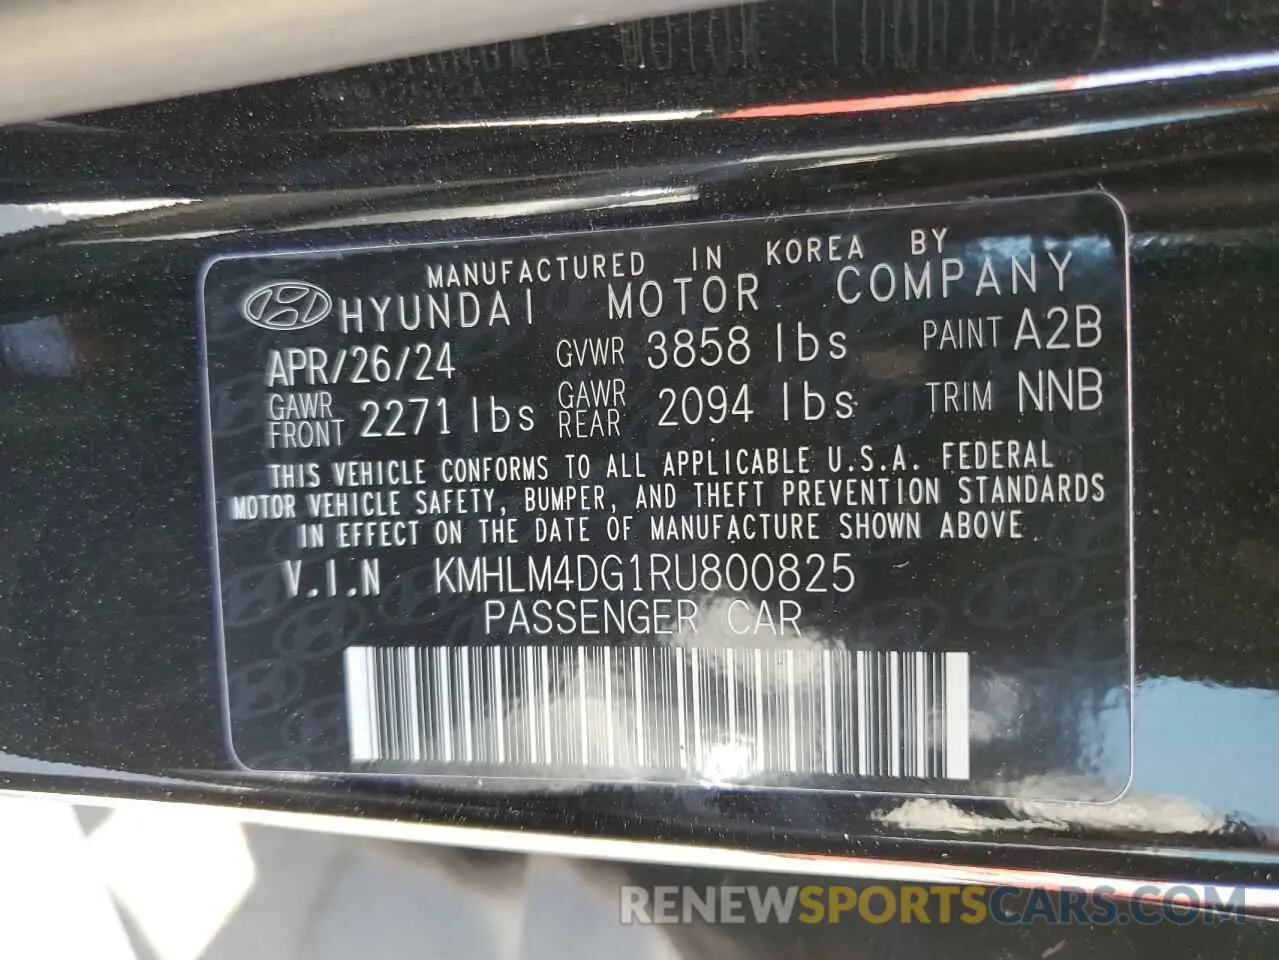 MANUFACTURED IN KOREA BY
HYUNDAI MOTOR COMPANY
APR/26/24 GVWR 3858 lbs PAINT A2B
GAWR FRONT 2271 lbs GAWR REAR 2094 lbs TRIM NNB
THIS VEHICLE CONFORMS TO ALL APPLICABLE U.S.A. FEDERAL
MOTOR VEHICLE SAFETY, BUMPER, AND THEFT PREVENTION STANDARDS
IN EFFECT ON THE DATE OF MANUFACTURE SHOWN ABOVE
V.I.N KMHLM4DG1RU800825
PASSENGER CAR
RENEWSPORTSCARS.COM